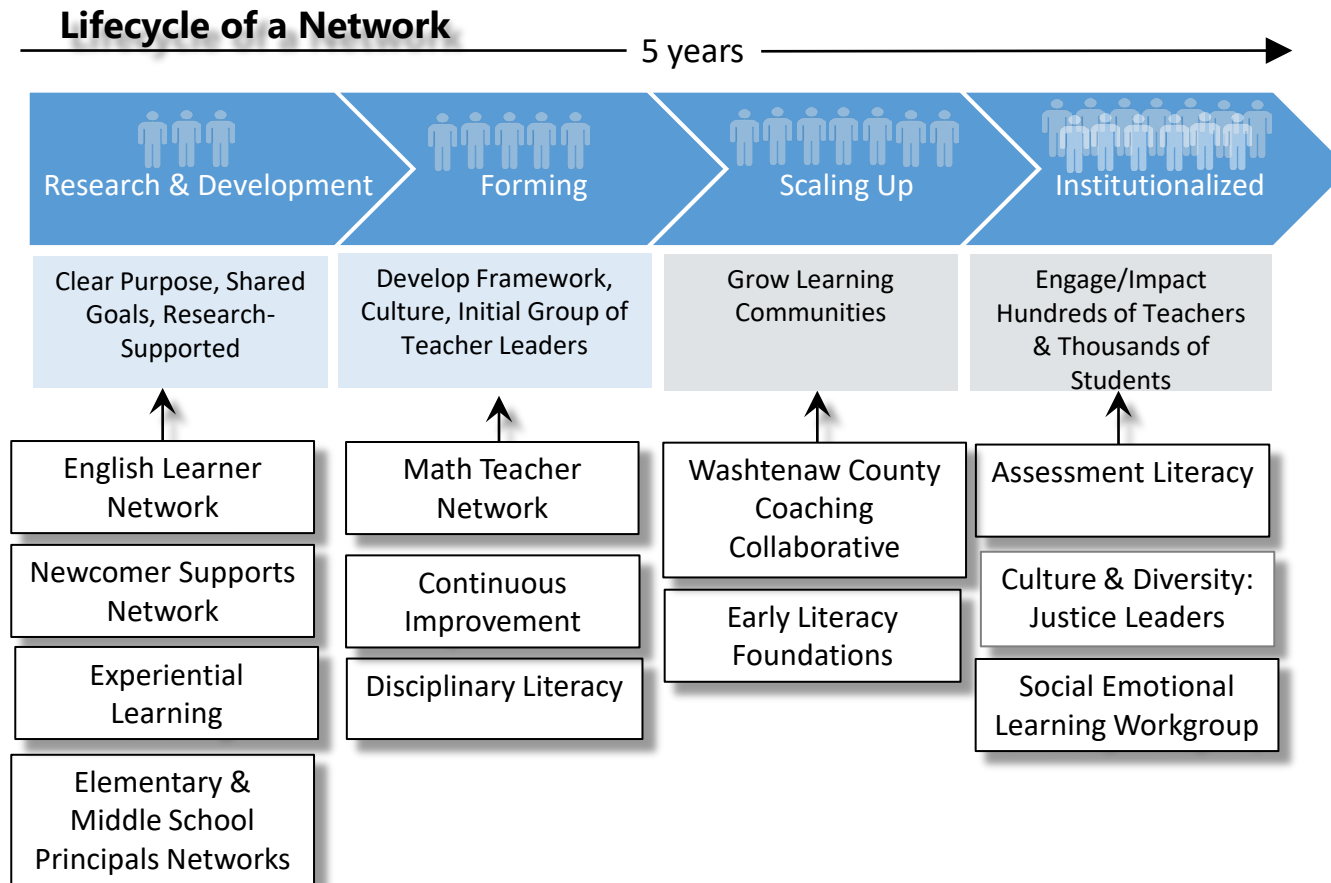 Lifecycle of a Network
5 years
Research & Development
Forming
Scaling Up
Institutionalized
Clear Purpose, Shared
Goals, Research-
Supported
Develop Framework,
Culture, Initial Group of
Teacher Leaders
Grow Learning
Communities
Engage/Impact
Hundreds of Teachers
& Thousands of
Students
English Learner
Network
Newcomer Supports
Network
Experiential
Learning
Elementary &
Middle School
Principals Networks
Math Teacher
Network
Continuous
Improvement
Disciplinary Literacy
Washtenaw County
Coaching
Collaborative
Early Literacy
Foundations
Assessment Literacy
Culture & Diversity:
Justice Leaders
Social Emotional
Learning Workgroup